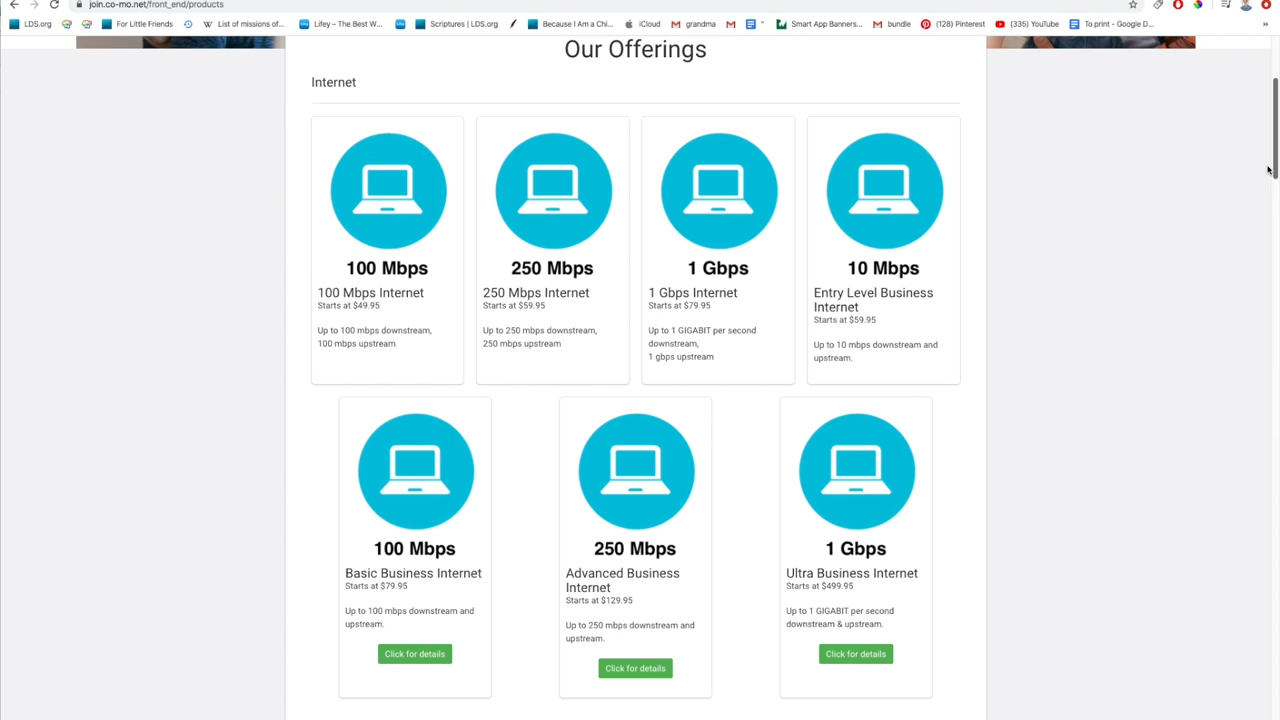 join.co-mo.net/front_end/products
LDS.org For Little Friends List of missions of... Lifey – The Best W... Scriptures | LDS.org Because I Am a Chi... iCloud grandma " Smart App Banners... bundle (128) Pinterest (335) YouTube To print - Google D... »
Our Offerings
Internet
100 Mbps
100 Mbps Internet
Starts at $49.95
Up to 100 mbps downstream,
100 mbps upstream
250 Mbps
250 Mbps Internet
Starts at $59.95
Up to 250 mbps downstream,
250 mbps upstream
1 Gbps
1 Gbps Internet
Starts at $79.95
Up to 1 GIGABIT per second
downstream,
1 gbps upstream
10 Mbps
Entry Level Business
Internet
Starts at $59.95
Up to 10 mbps downstream and
upstream.
100 Mbps
Basic Business Internet
Starts at $79.95
Up to 100 mbps downstream and
upstream.
Click for details
250 Mbps
Advanced Business
Internet
Starts at $129.95
Up to 250 mbps downstream and
upstream.
Click for details
1 Gbps
Ultra Business Internet
Starts at $499.95
Up to 1 GIGABIT per second
downstream & upstream.
Click for details